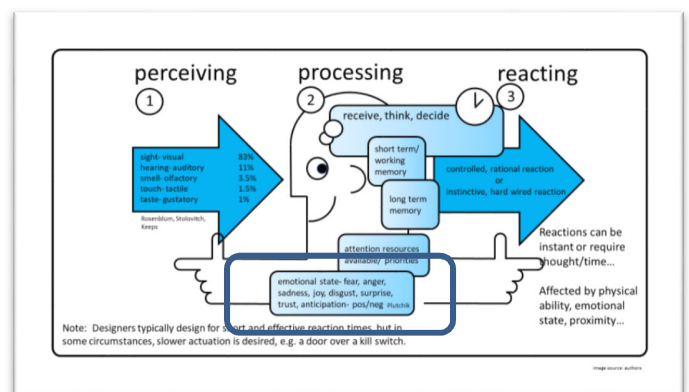 perceiving
processing
reacting
1
2
3
receive, think, decide
sight- visual 83%
hearing- auditory 11%
smell- olfactory 3.5%
touch- tactile 1.5%
taste- gustatory 1%
Rosenblum, Stolovitch,
Keeps
short term/
working
memory
long term
memory
controlled, rational reaction
or
instinctive, hard wired reaction
attention resources
available/ priorities
emotional state- fear, anger,
sadness, joy, disgust, surprise,
trust, anticipation- pos/neg Plutchik
Reactions can be
instant or require
thought/time...
Affected by physical
ability, emotional
state, proximity...
Note: Designers typically design for short and effective reaction times, but in
some circumstances, slower actuation is desired, e.g. a door over a kill switch.
image source: authors